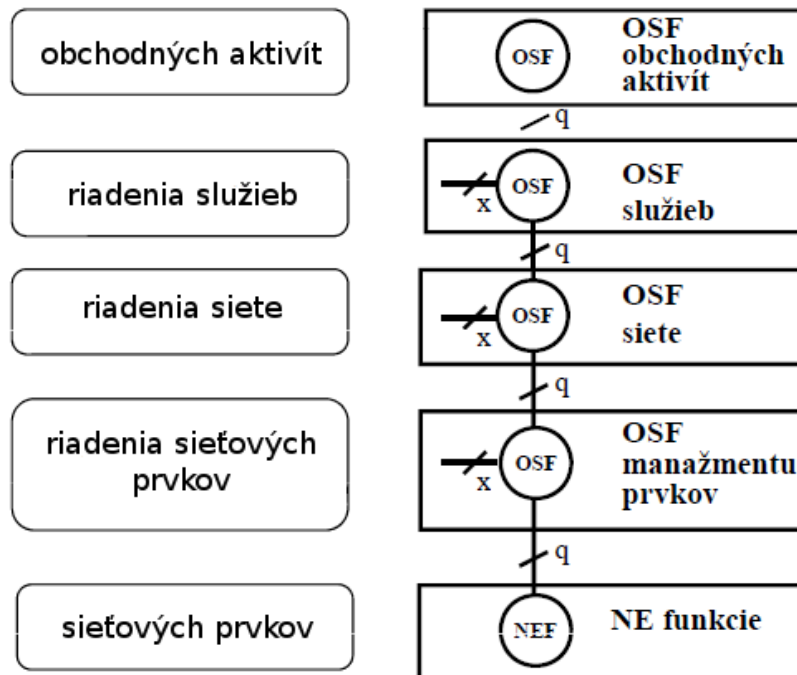 obchodných aktivít
OSF
OSF
obchodných
aktivít
q
riadenia služieb
x
OSF
OSF
služieb
q
riadenia siete
x
OSF
OSF
siete
q
riadenia sieťových
prvkov
x
OSF
OSF
manažmentu
prvkov
q
sieťových prvkov
NEF
NE funkcie